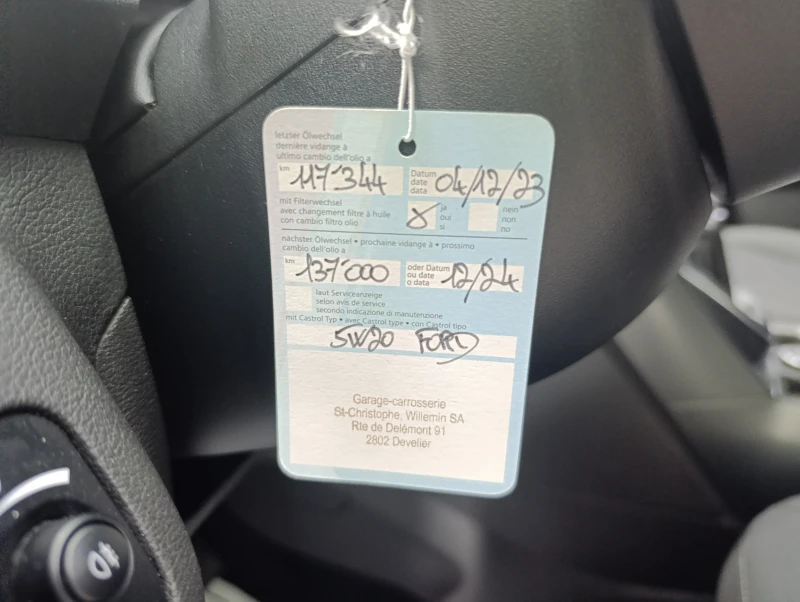 letzter Ölwechsel
dernière vidange à
ultimo cambio dell'olio a
km 117'344 Datum date data 04/12/23
mit Filterwechsel
avec changement filtre à huile
con cambio filtro olio
X ja oui si
nein non no
nächster Ölwechsel • prochaine vidange à • prossimo
cambio dell'olio a
km 137'000 oder Datum ou date o data 12/24
laut Serviceanzeige
selon avis de service
secondo indicazione di manutenzione
mit Castrol Typ • avec Castrol type • con Castrol tipo
5W20 FORD
Garage-carrosserie
St-Christophe, Willemin SA
Rte de Delémont 91
2802 Develier